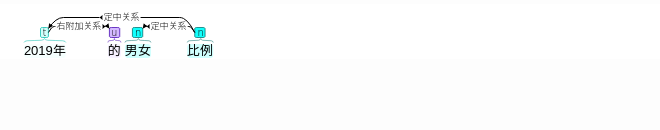 定中关系
右附加关系 定中关系
t u n n
2019年 的 男女 比例